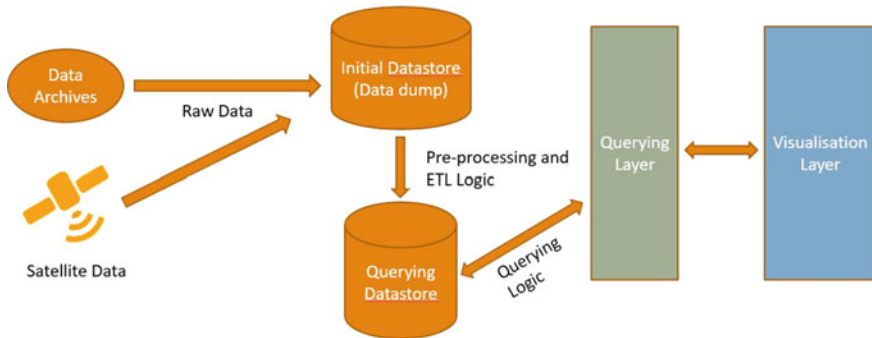 Data
Archives
Raw Data
Satellite Data
Initial Datastore
(Data dump)
Pre-processing and
ETL Logic
Querying
Datastore
Querying
Logic
Querying
Layer
Visualisation
Layer